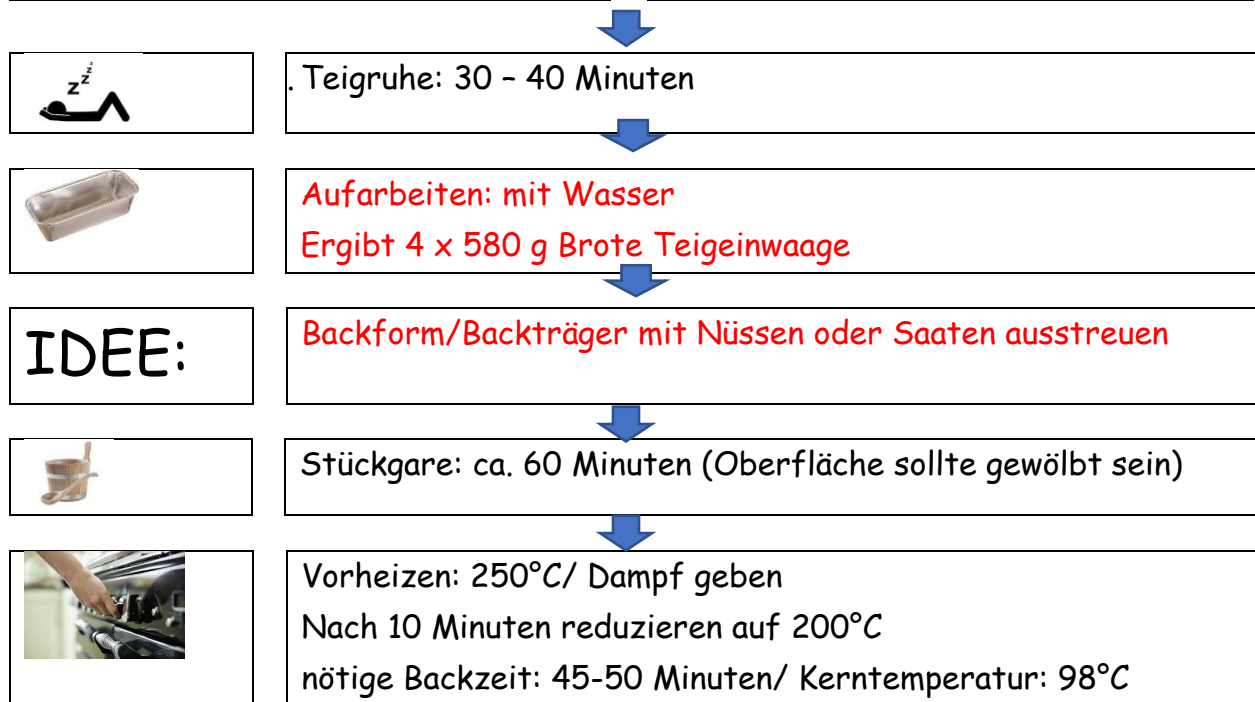 z z z
. Teigruhe: 30 – 40 Minuten
Aufarbeiten: mit Wasser
Ergibt 4 x 580 g Brote Teigeinwaage
IDEE:
Backform/Backträger mit Nüssen oder Saaten ausstreuen
Stückgare: ca. 60 Minuten (Oberfläche sollte gewölbt sein)
Vorheizen: 250°C/ Dampf geben
Nach 10 Minuten reduzieren auf 200°C
nötige Backzeit: 45-50 Minuten/ Kerntemperatur: 98°C